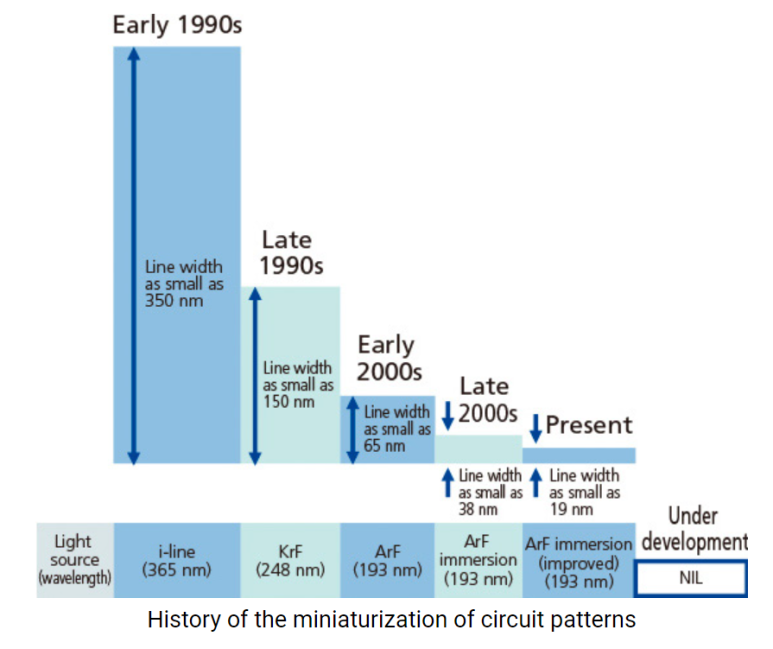 Early 1990s
Line width
as small as
350 nm
Late
1990s
Line width
as small as
150 nm
Early
2000s
Line width
as small as
65 nm
Late
2000s
Line width
as small as
38 nm
Present
Line width
as small as
19 nm
Light
source
(wavelength)
i-line
(365 nm)
KrF
(248 nm)
ArF
(193 nm)
ArF
immersion
(193 nm)
ArF immersion
(improved)
(193 nm)
Under
development
NIL
History of the miniaturization of circuit patterns